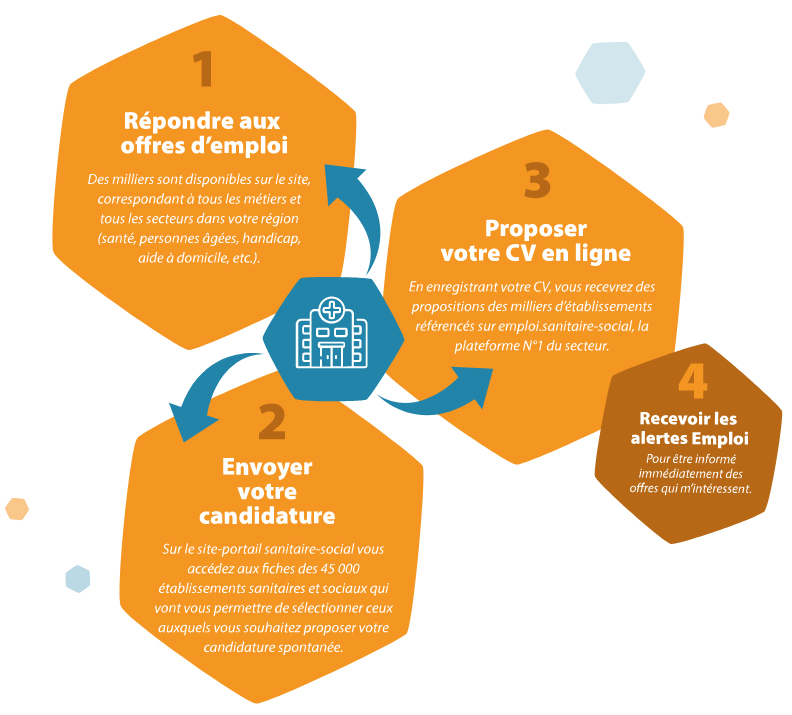 1
Répondre aux
offres d'emploi
Des milliers sont disponibles sur le site,
correspondant à tous les métiers et
tous les secteurs dans votre région
(santé, personnes âgées, handicap,
aide à domicile, etc.).
2
Envoyer
votre
candidature
Sur le site-portail sanitaire-social vous
accédez aux fiches des 45 000
établissements sanitaires et sociaux qui
vont vous permettre de sélectionner ceux
auxquels vous souhaitez proposer votre
candidature spontanée.
3
Proposer
votre CV en ligne
En enregistrant votre CV, vous recevrez des
propositions des milliers d'établissements
référencés sur emploi.sanitaire-social, la
plateforme N°1 du secteur.
4
Recevoir les
alertes Emploi
Pour être informé
immédiatement des
offres qui m'intéressent.